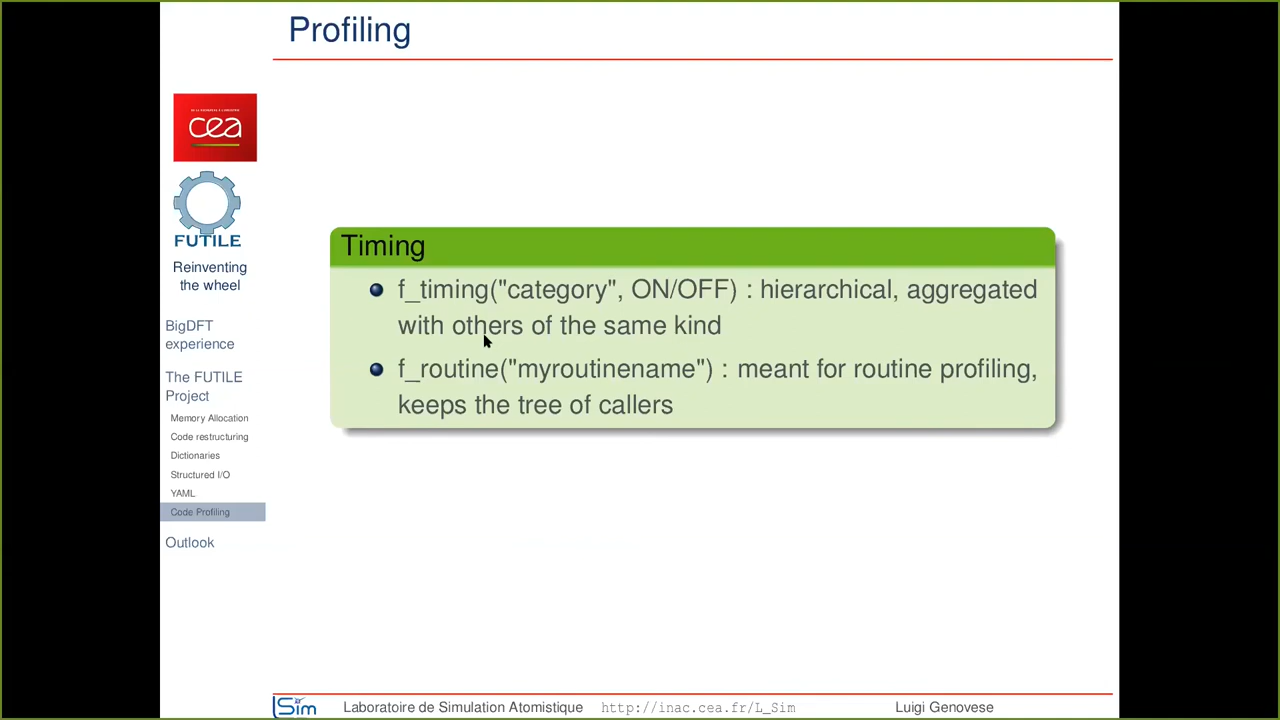 Profiling
cea
FUTILE
Reinventing
the wheel
BigDFT
experience
The FUTILE
Project
Memory Allocation
Code restructuring
Dictionaries
Structured I/O
YAML
Code Profiling
Outlook
Timing
f_timing("category", ON/OFF) : hierarchical, aggregated
with others of the same kind
f_routine("myroutinename") : meant for routine profiling,
keeps the tree of callers
Sim
Laboratoire de Simulation Atomistique http://inac.cea.fr/L_Sim Luigi Genovese